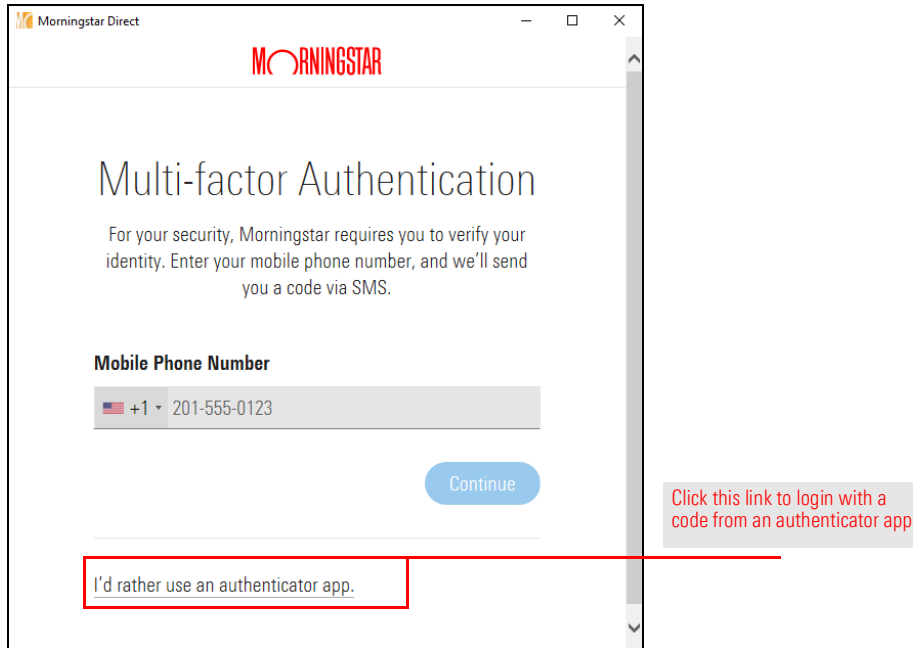 Morningstar Direct
MORNINGSTAR
Multi-factor Authentication
For your security, Morningstar requires you to verify your
identity. Enter your mobile phone number, and we'll send
you a code via SMS.
Mobile Phone Number
+1 201-555-0123
Continue
Click this link to login with a
code from an authenticator app
I'd rather use an authenticator app.